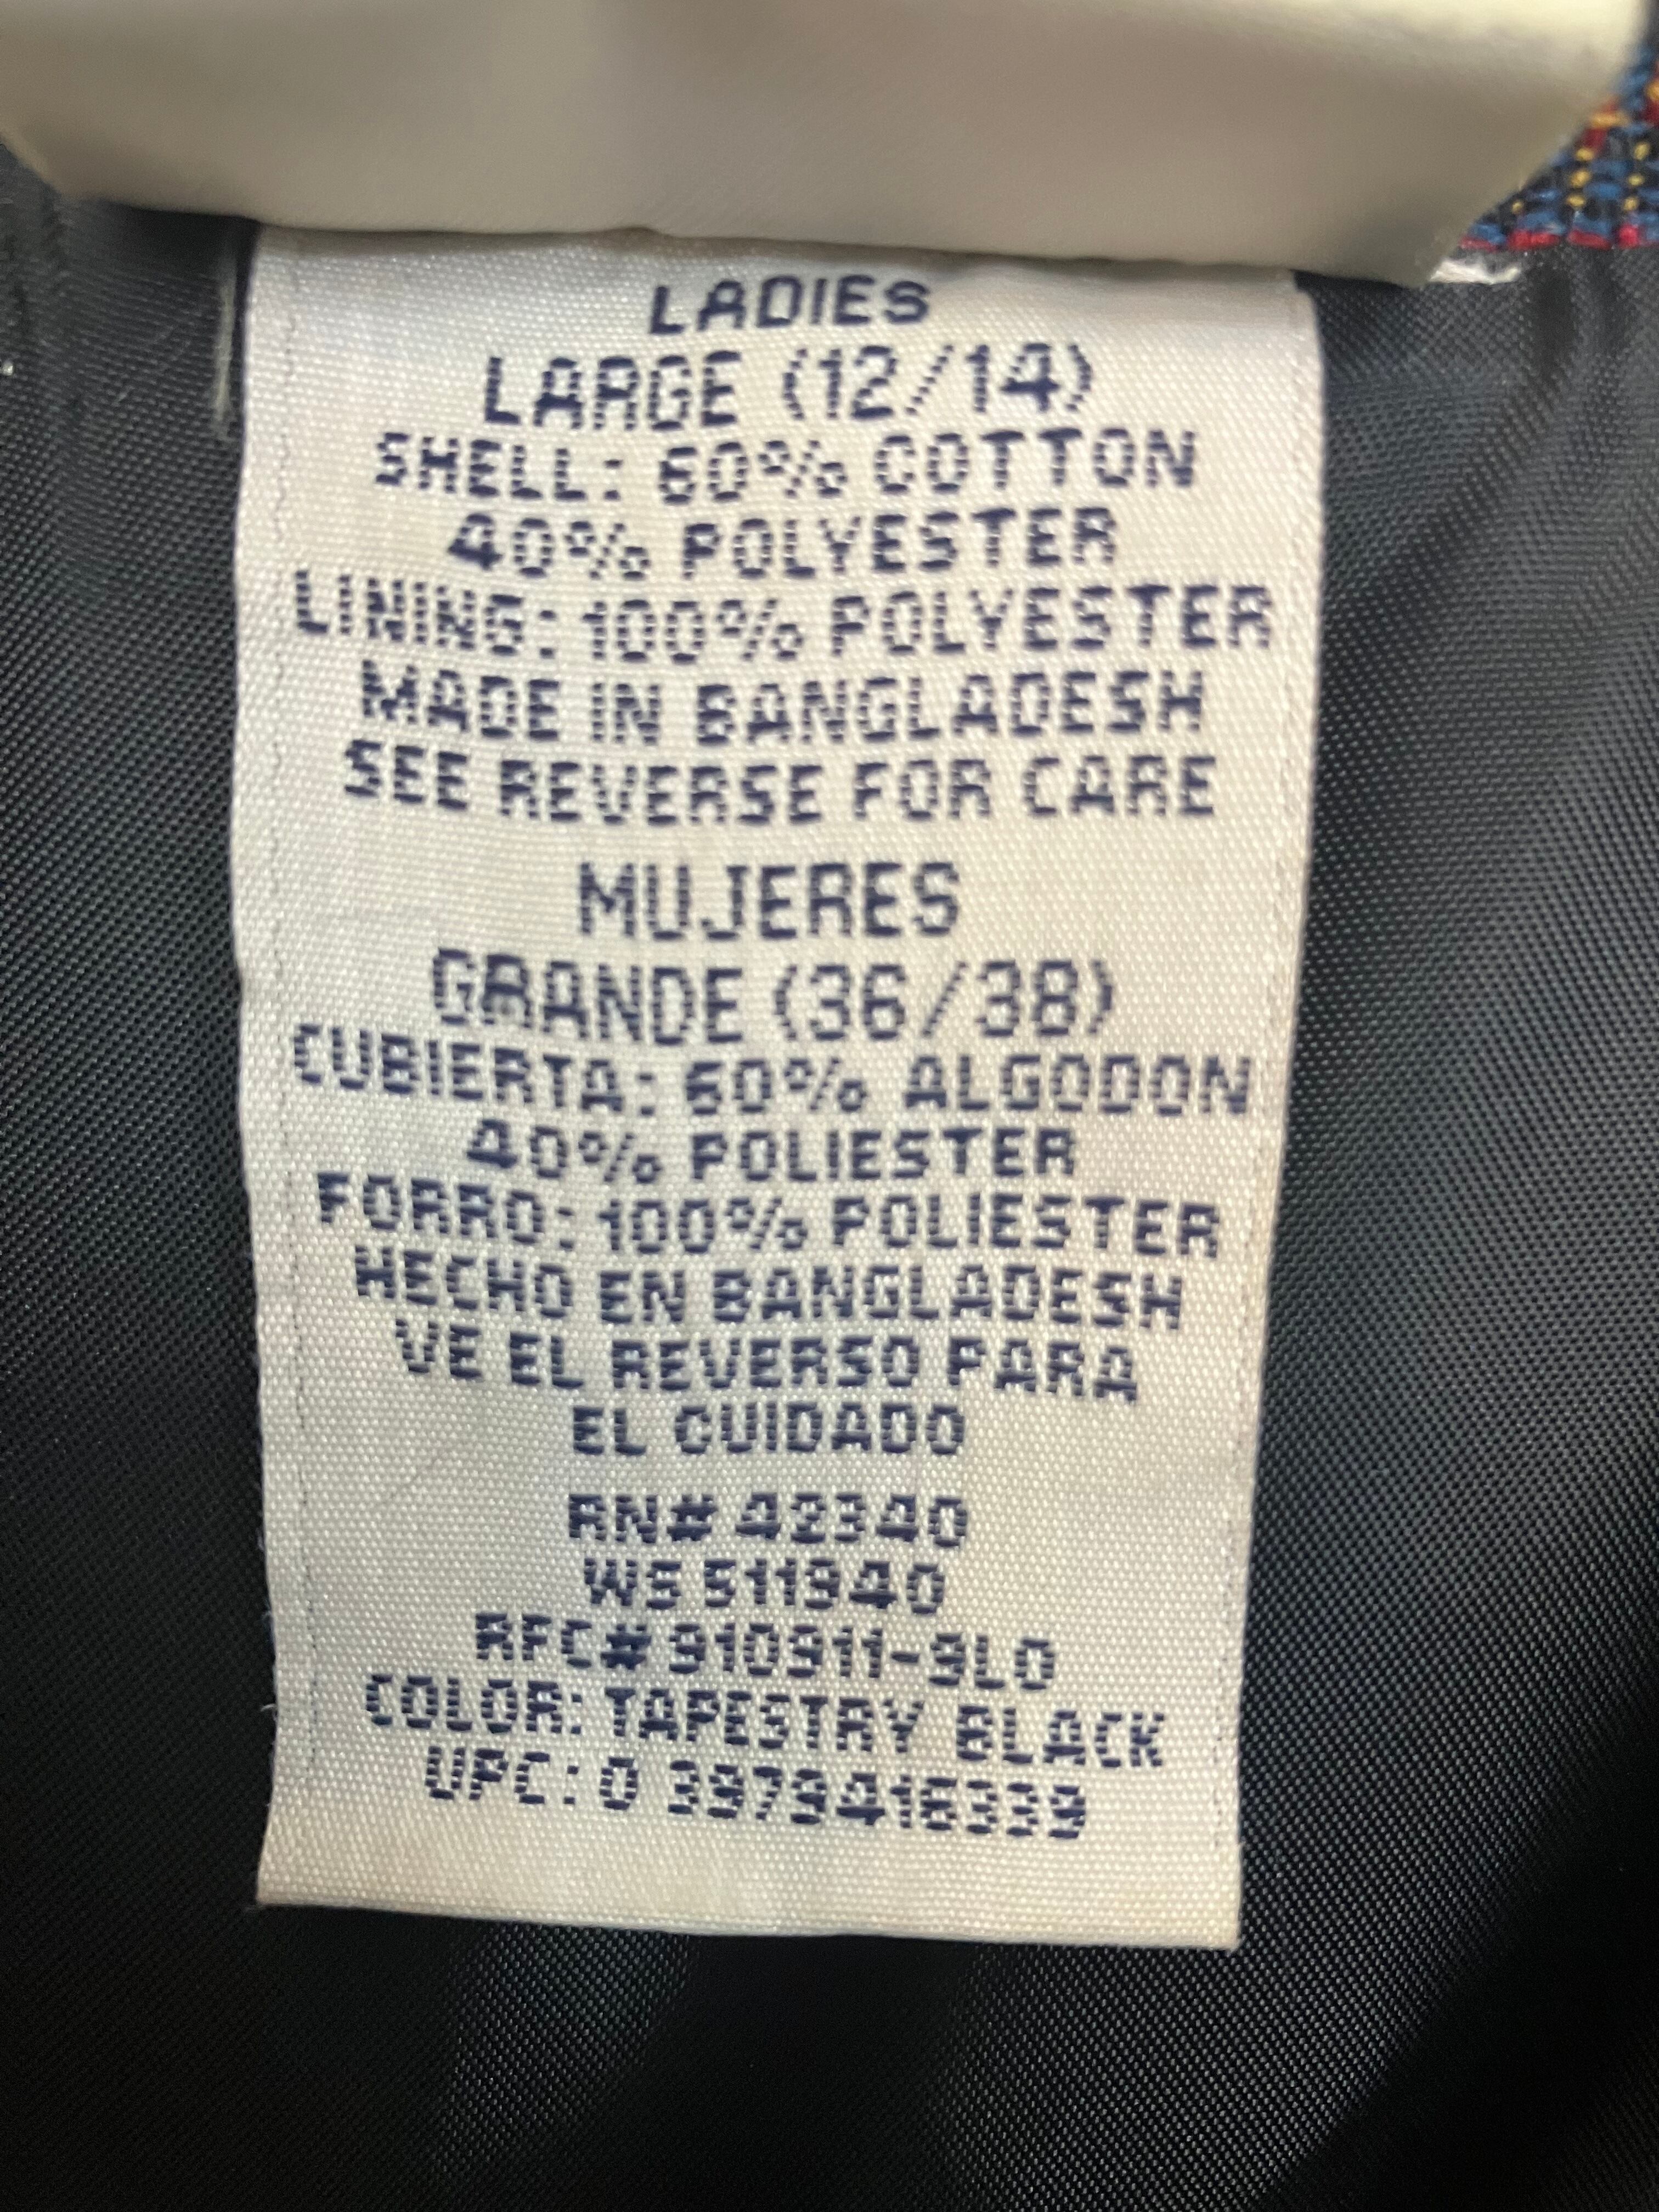 LADIES
LARGE (12/14)
SHELL: 60% COTTON
40% POLYESTER
LINING: 100% POLYESTER
MADE IN BANGLADESH
SEE REVERSE FOR CARE
MUJERES
GRANDE (36/38)
CUBIERTA: 60% ALGODON
40% POLIESTER
FORRO: 100% POLIESTER
HECHO EN BANGLADESH
VE EL REVERSO PARA
EL CUIDADO
RN# 42340
WS 511940
RFC# 910911-9L0
COLOR: TAPESTRY BLACK
UPC: 0 3979416339